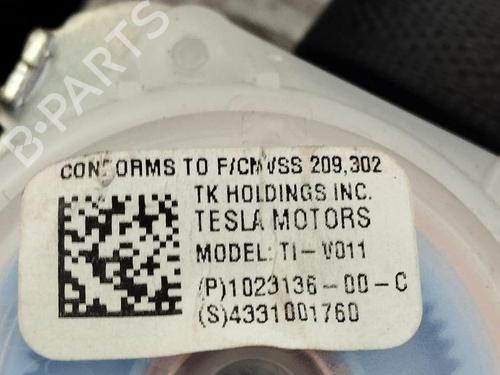 CONFORMS TO F/CMVSS 209,302
TK HOLDINGS INC.
TESLA MOTORS
MODEL: TI-V011
(P)1023136-00-C
(S)4331001760
B-PARTS